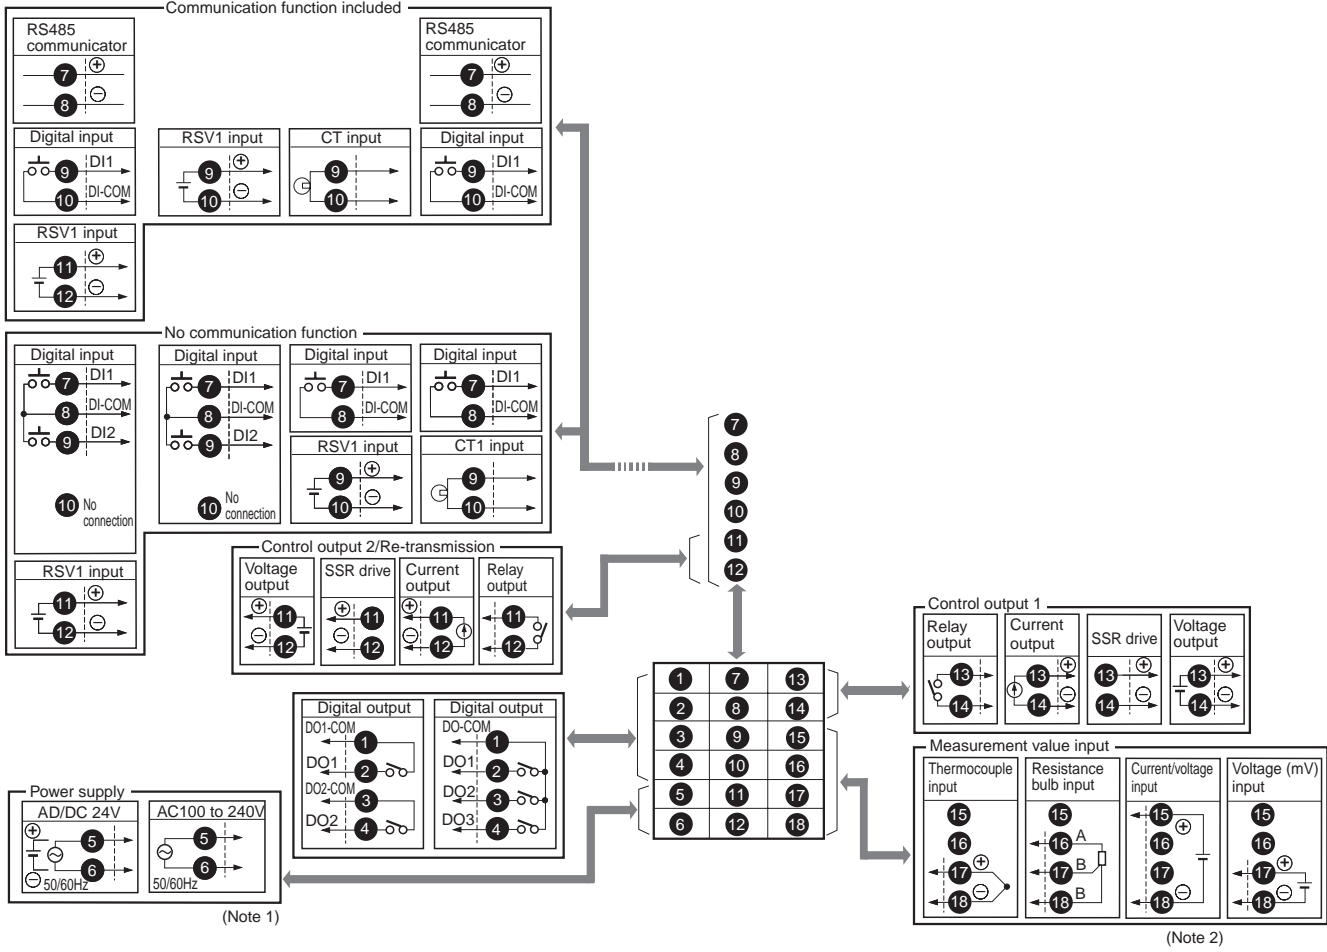 Communication function included
RS485
communicator
7 +
8 −
RS485
communicator
7 +
8 −
Digital input
9 DI1
10 DI-COM
RSV1 input
9 +
10 −
CT input
9
10
Digital input
9 DI1
10 DI-COM
RSV1 input
11 +
12 −
No communication function
Digital input
7 DI1
8 DI-COM
9 DI2
10 No
connection
Digital input
7 DI1
8 DI-COM
9 DI2
10 No
connection
Digital input
7 DI1
8 DI-COM
Digital input
7 DI1
8 DI-COM
RSV1 input
9 +
10 −
CT1 input
9
10
RSV1 input
11 +
12 −
7
8
9
10
11
12
Control output 2/Re-transmission
Voltage
output
+ 11
− 12
SSR drive
+ 11
− 12
Current
output
+ 11
− 12
Relay
output
11
12
Digital output
DO1-COM 1
DO1 2
DO2-COM 3
DO2 4
Digital output
DO-COM 1
DO1 2
DO2 3
DO3 4
Power supply
AD/DC 24V
+ 5
− 6
50/60Hz
AC100 to 240V
5
6
50/60Hz
(Note 1)
1 7 13
2 8 14
3 9 15
4 10 16
5 11 17
6 12 18
Control output 1
Relay
output
13
14
Current
output
13 +
14 −
SSR drive
13 +
14 −
Voltage
output
13 +
14 −
Measurement value input
Thermocouple
input
15
16
17 +
18 −
Resistance
bulb input
15
16 A
17 B
18 B
Current/voltage
input
15 +
16
17
18 −
Voltage (mV)
input
15
16
17 +
18 −
(Note 2)